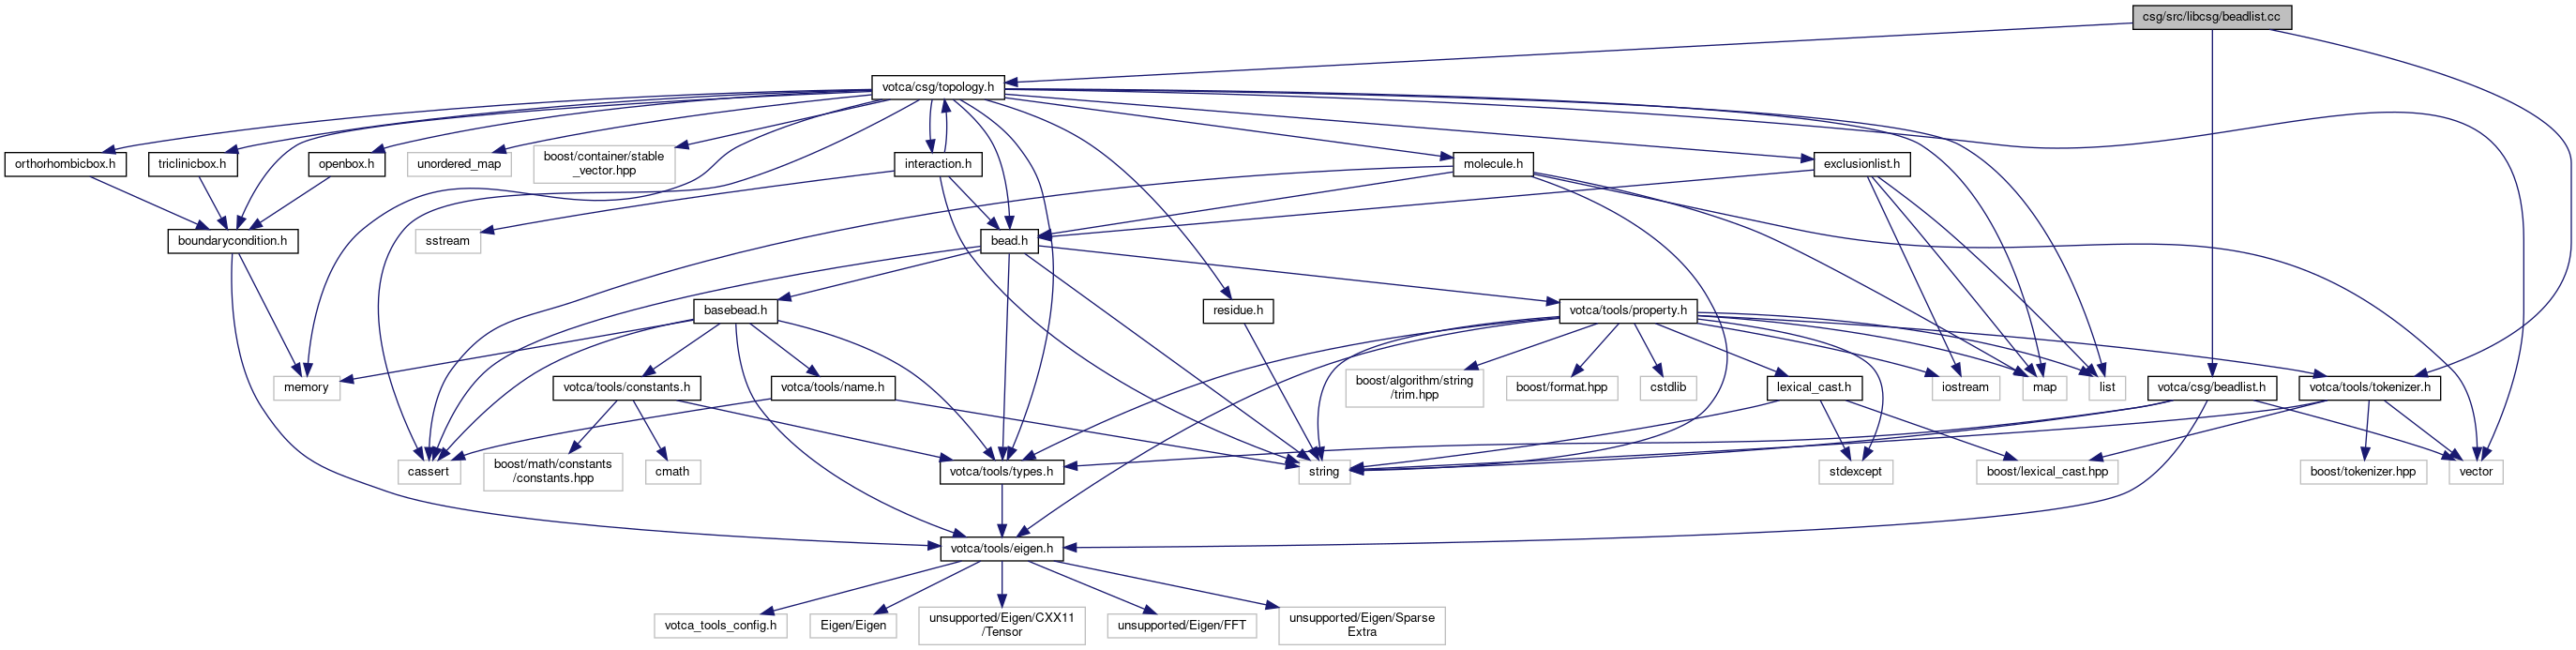 csg/src/libcsg/beadlist.cc
votca/csg/topology.h
orthorhombicbox.h
triclinicbox.h
openbox.h
unordered_map
boost/container/stable
_vector.hpp
interaction.h
molecule.h
exclusionlist.h
boundarycondition.h
sstream
bead.h
basebead.h
residue.h
votca/tools/property.h
memory
votca/tools/constants.h
votca/tools/name.h
boost/algorithm/string
/trim.hpp
boost/format.hpp
cstdlib
lexical_cast.h
iostream
map
list
votca/csg/beadlist.h
votca/tools/tokenizer.h
cassert
boost/math/constants
/constants.hpp
cmath
votca/tools/types.h
string
stdexcept
boost/lexical_cast.hpp
boost/tokenizer.hpp
vector
votca/tools/eigen.h
votca_tools_config.h
Eigen/Eigen
unsupported/Eigen/CXX11
/Tensor
unsupported/Eigen/FFT
unsupported/Eigen/Sparse
Extra